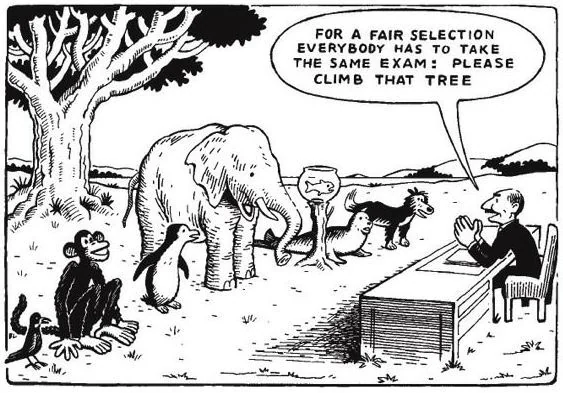 FOR A FAIR SELECTION
EVERYBODY HAS TO TAKE
THE SAME EXAM: PLEASE
CLIMB THAT TREE